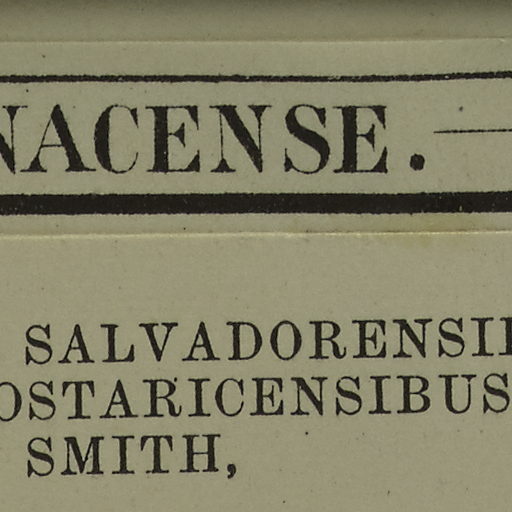 NACENSE.
SALVADORENSI
OSTARICENSIBUS
SMITH,